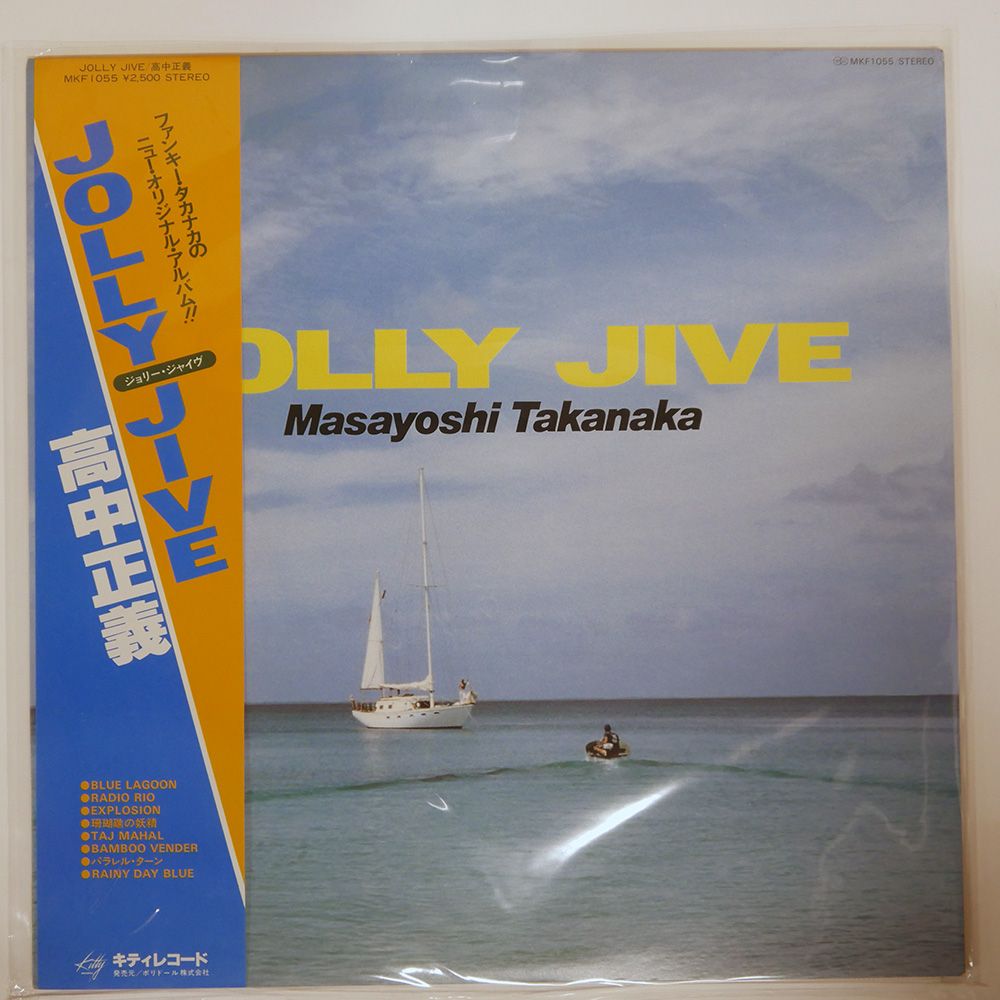 JOLLY JIVE/高中正義
MKF1055 ¥2,500 STEREO
ファンキー・タカナカの
ニュー・オリジナル・アルバム!!
JOLLY JIVE
ジョリー・ジャイヴ
高中正義
●BLUE LAGOON
●RADIO RIO
●EXPLOSION
●珊瑚礁の妖精
●TAJ MAHAL
●BAMBOO VENDER
●パラレル・ターン
●RAINY DAY BLUE
Kitty キティレコード
発売元/ポリドール株式会社
MKF1055 STEREO
OLLY JIVE
Masayoshi Takanaka